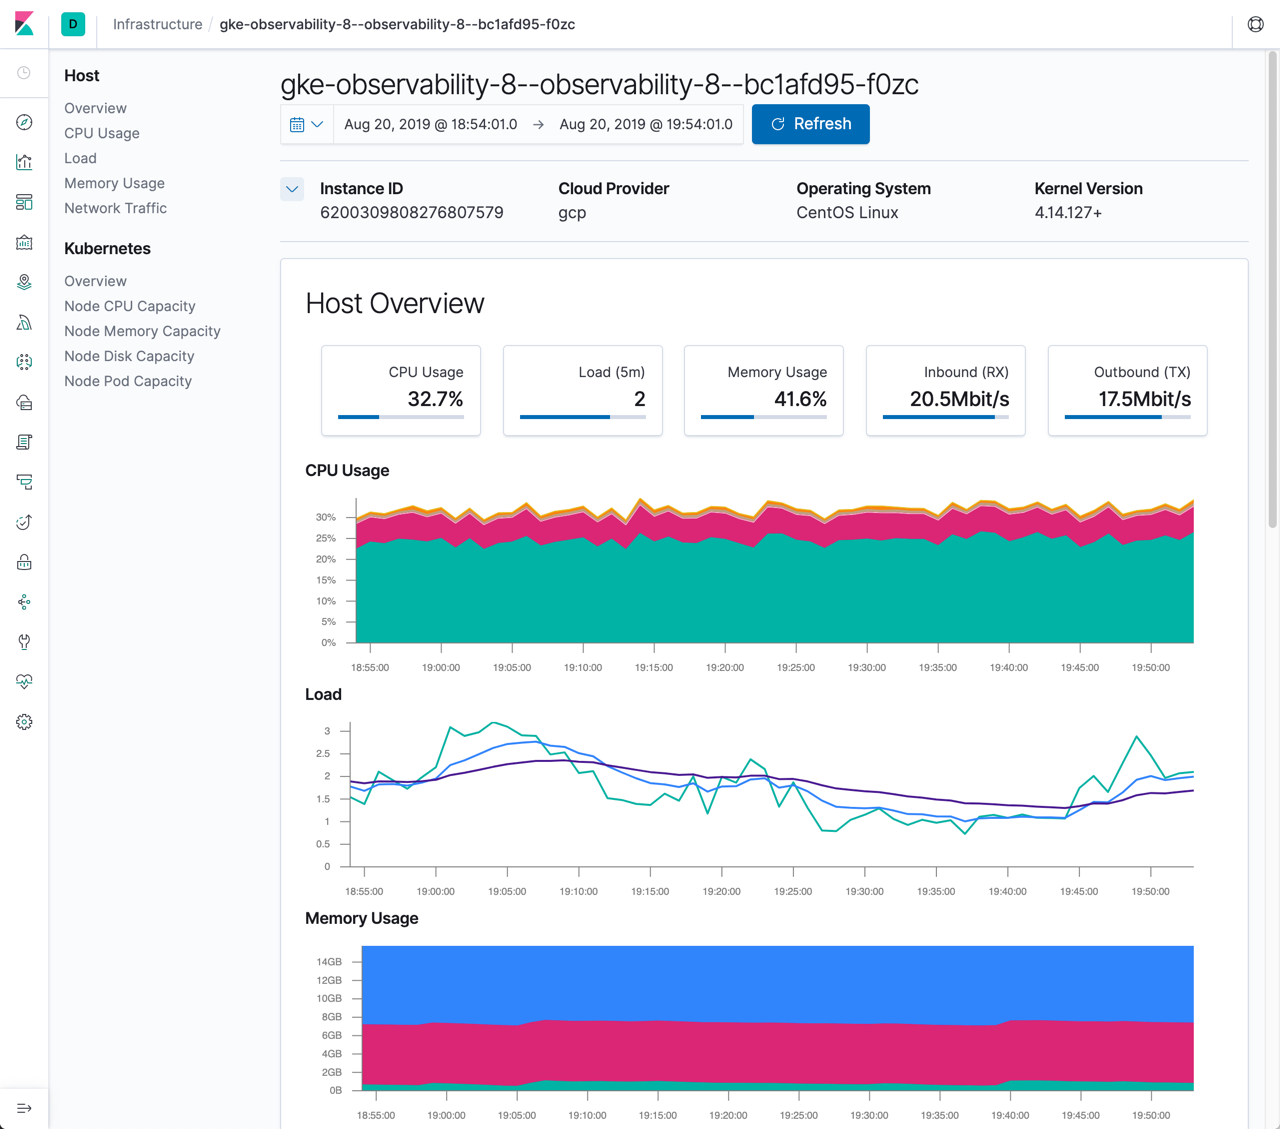 D Infrastructure / gke-observability-8--observability-8--bc1afd95-f0zc
Host
Overview
CPU Usage
Load
Memory Usage
Network Traffic
Kubernetes
Overview
Node CPU Capacity
Node Memory Capacity
Node Disk Capacity
Node Pod Capacity
gke-observability-8--observability-8--bc1afd95-f0zc
Aug 20, 2019 @ 18:54:01.0 → Aug 20, 2019 @ 19:54:01.0 Refresh
Instance ID Cloud Provider Operating System Kernel Version
6200309808276807579 gcp CentOS Linux 4.14.127+
Host Overview
CPU Usage Load (5m) Memory Usage Inbound (RX) Outbound (TX)
32.7% 2 41.6% 20.5Mbit/s 17.5Mbit/s
CPU Usage
30%
25%
20%
15%
10%
5%
0%
18:55:00 19:00:00 19:05:00 19:10:00 19:15:00 19:20:00 19:25:00 19:30:00 19:35:00 19:40:00 19:45:00 19:50:00
Load
3
2.5
2
1.5
1
0.5
0
18:55:00 19:00:00 19:05:00 19:10:00 19:15:00 19:20:00 19:25:00 19:30:00 19:35:00 19:40:00 19:45:00 19:50:00
Memory Usage
14GB
12GB
10GB
8GB
6GB
4GB
2GB
0B
18:55:00 19:00:00 19:05:00 19:10:00 19:15:00 19:20:00 19:25:00 19:30:00 19:35:00 19:40:00 19:45:00 19:50:00